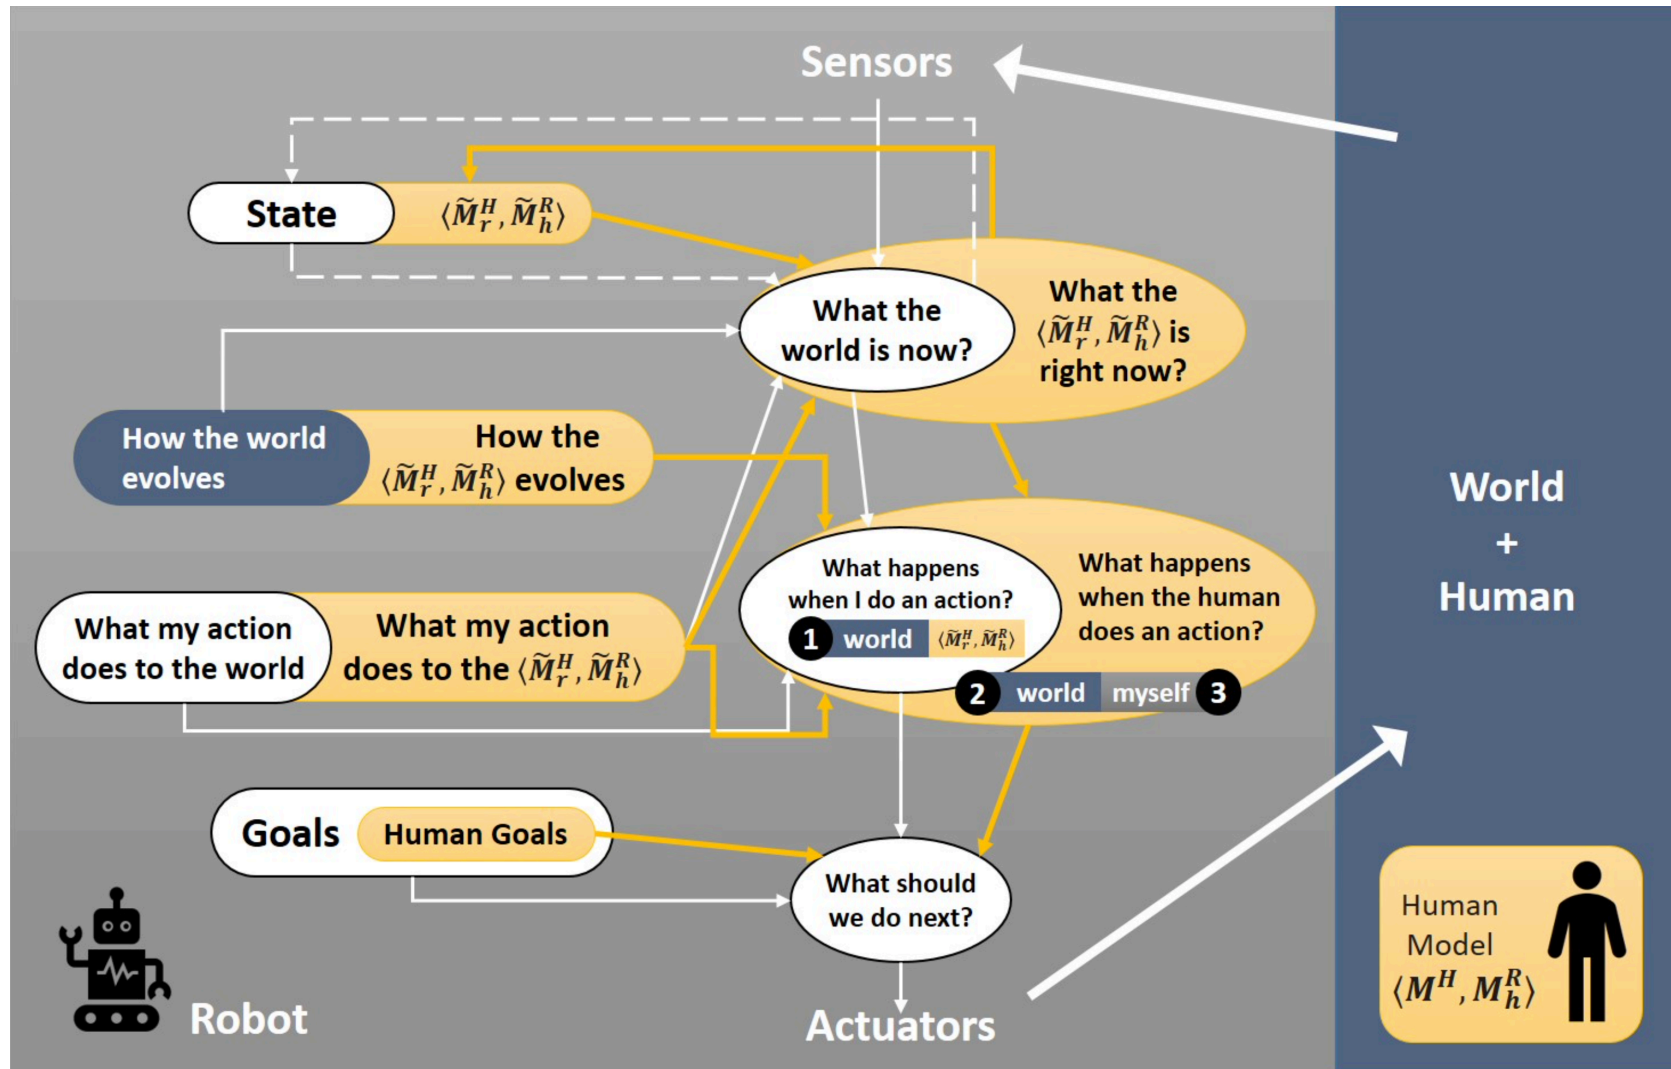 Sensors
State
⟨M̃ᴴᵣ, M̃ᴿₕ⟩
What the
world is now?
What the
⟨M̃ᴴᵣ, M̃ᴿₕ⟩ is
right now?
How the world
evolves
How the
⟨M̃ᴴᵣ, M̃ᴿₕ⟩ evolves
What happens
when I do an action?
1 world ⟨M̃ᴴᵣ, M̃ᴿₕ⟩
What happens
when the human
does an action?
2 world myself 3
What my action
does to the world
What my action
does to the ⟨M̃ᴴᵣ, M̃ᴿₕ⟩
Goals
Human Goals
What should
we do next?
Actuators
Robot
World
+
Human
Human
Model
⟨Mᴴ, Mᴿₕ⟩